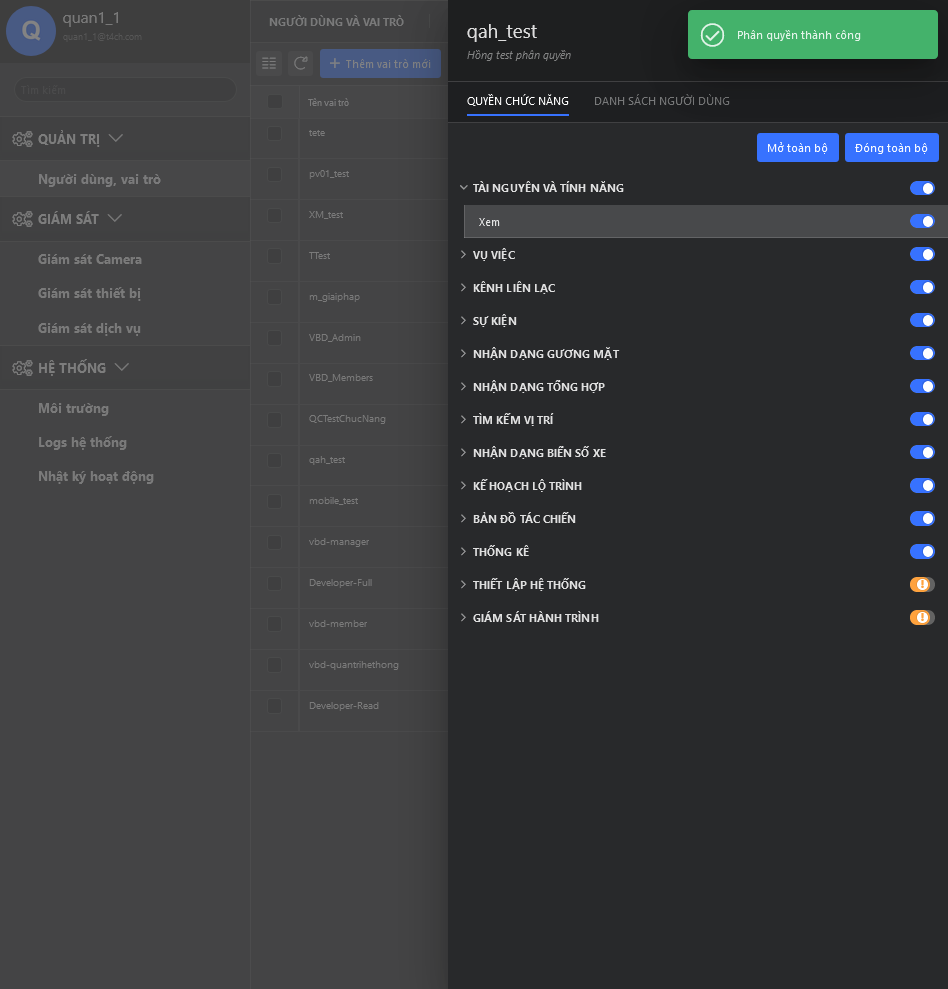 Q
quan1_1
quan1_1@t4ch.com
Tìm kiếm
QUẢN TRỊ
Người dùng, vai trò
GIÁM SÁT
Giám sát Camera
Giám sát thiết bị
Giám sát dịch vụ
HỆ THỐNG
Môi trường
Logs hệ thống
Nhật ký hoạt động
NGƯỜI DÙNG VÀ VAI TRÒ
Thêm vai trò mới
Tên vai trò
tete
pv01_test
XM_test
TTest
m_giaiphap
VBD_Admin
VBD_Members
QCTestChucNang
qah_test
mobile_test
vbd-manager
Developer-Full
vbd-member
vbd-quantrihethong
Developer-Read
qah_test
Hồng test phân quyền
Phân quyền thành công
QUYỀN CHỨC NĂNG
DANH SÁCH NGƯỜI DÙNG
Mở toàn bộ
Đóng toàn bộ
TÀI NGUYÊN VÀ TÍNH NĂNG
Xem
VỤ VIỆC
KÊNH LIÊN LẠC
SỰ KIỆN
NHẬN DẠNG GƯƠNG MẶT
NHẬN DẠNG TỔNG HỢP
TÌM KẾM VỊ TRÍ
NHẬN DẠNG BIỂN SỐ XE
KẾ HOẠCH LỘ TRÌNH
BẢN ĐỒ TÁC CHIẾN
THỐNG KÊ
THIẾT LẬP HỆ THỐNG
GIÁM SÁT HÀNH TRÌNH